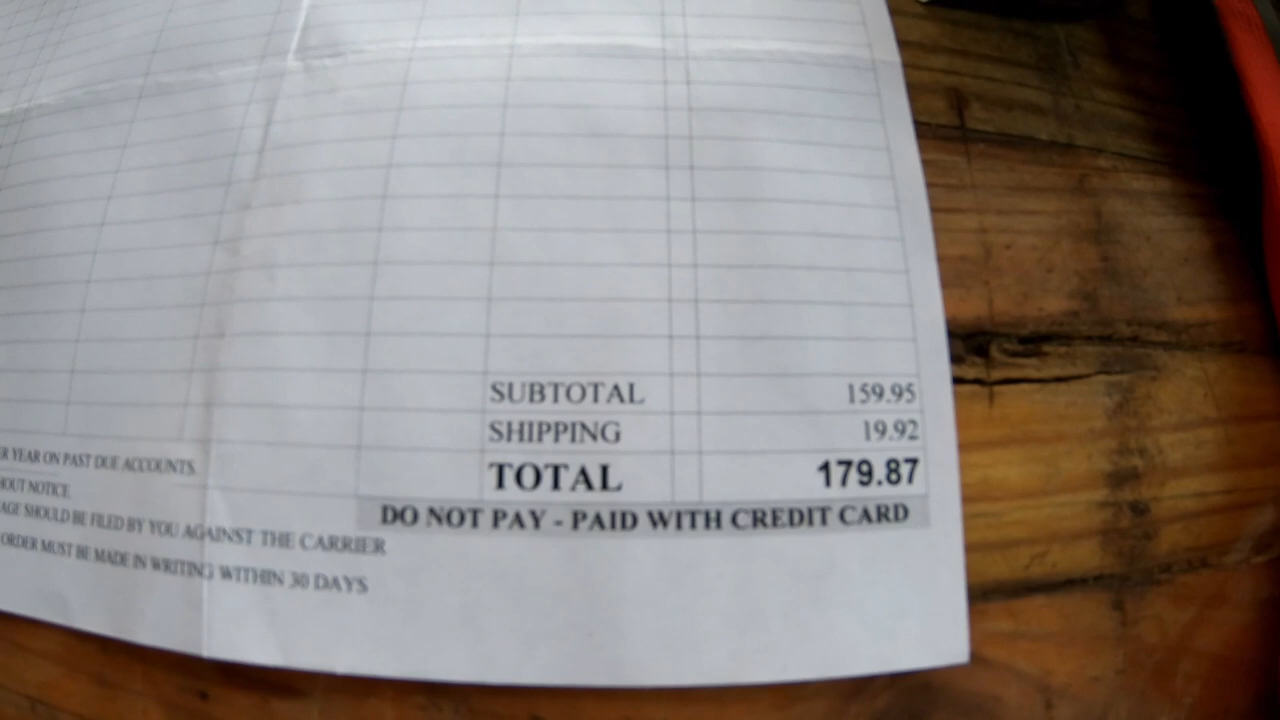 SUBTOTAL 159.95
SHIPPING 19.92
TOTAL 179.87
DO NOT PAY - PAID WITH CREDIT CARD
YEAR ON PAST DUE ACCOUNTS.
NOTICE
SHOULD BE FILED BY YOU AGAINST THE CARRIER
ORDER MUST BE MADE IN WRITING WITHIN 30 DAYS